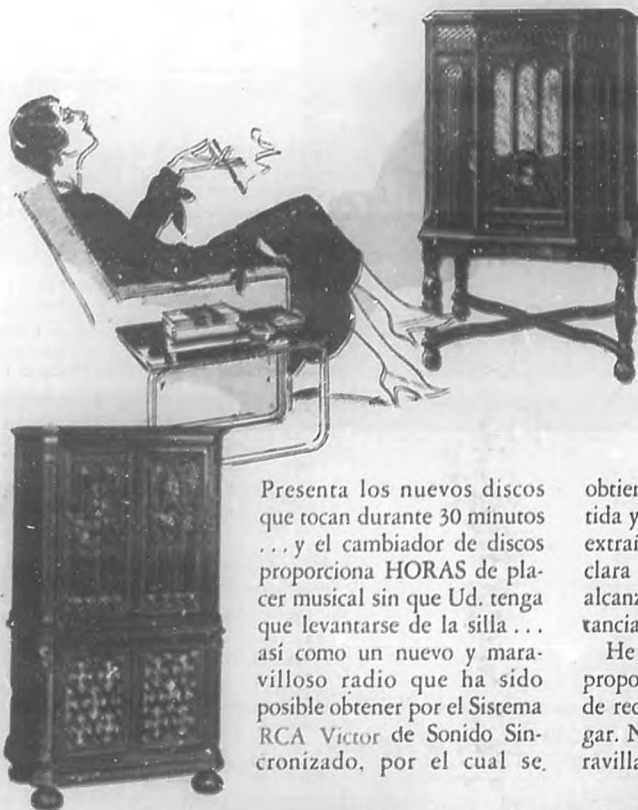 Presenta los nuevos discos
que tocan durante 30 minutos
...y el cambiador de discos
proporciona HORAS de pla-
cer musical sin que Ud. tenga
que levantarse de la silla...
así como un nuevo y mara-
villoso radio que ha sido
posible obtener por el Sistema
RCA Victor de Sonido Sin-
cronizado, por el cual se
obtien
tida y
extraí
clara
alcanz
tancia
He
propo
de rec
gar. N
ravilla